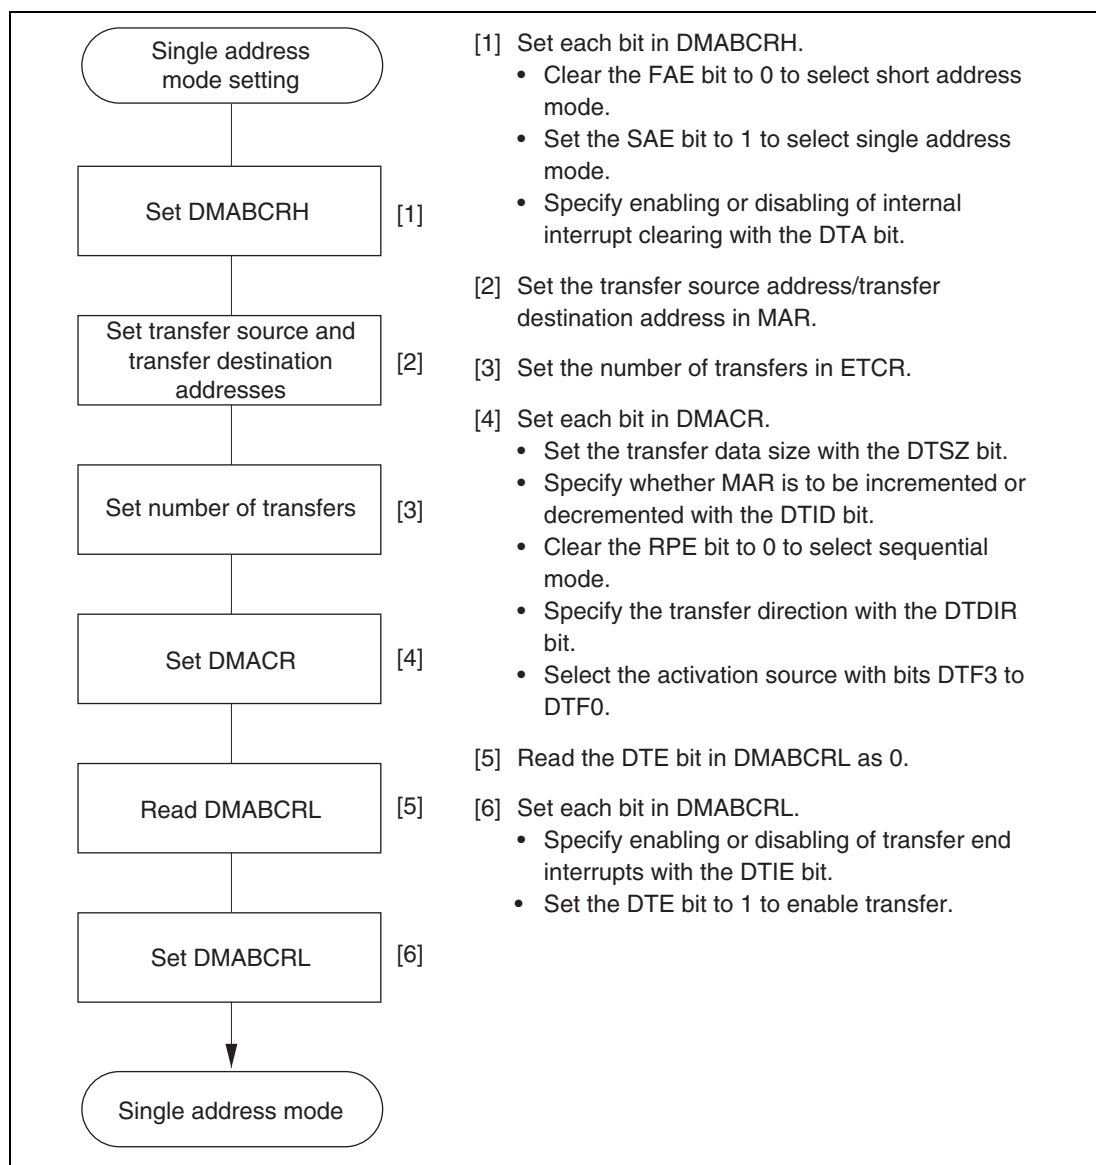 Single address
mode setting
Set DMABCRH
[1]
Set transfer source and
transfer destination
addresses
[2]
Set number of transfers
[3]
Set DMACR
[4]
Read DMABCRL
[5]
Set DMABCRL
[6]
Single address mode
[1] Set each bit in DMABCRH.
• Clear the FAE bit to 0 to select short address
mode.
• Set the SAE bit to 1 to select single address
mode.
• Specify enabling or disabling of internal
interrupt clearing with the DTA bit.
[2] Set the transfer source address/transfer
destination address in MAR.
[3] Set the number of transfers in ETCR.
[4] Set each bit in DMACR.
• Set the transfer data size with the DTSZ bit.
• Specify whether MAR is to be incremented or
decremented with the DTID bit.
• Clear the RPE bit to 0 to select sequential
mode.
• Specify the transfer direction with the DTDIR
bit.
• Select the activation source with bits DTF3 to
DTF0.
[5] Read the DTE bit in DMABCRL as 0.
[6] Set each bit in DMABCRL.
• Specify enabling or disabling of transfer end
interrupts with the DTIE bit.
• Set the DTE bit to 1 to enable transfer.